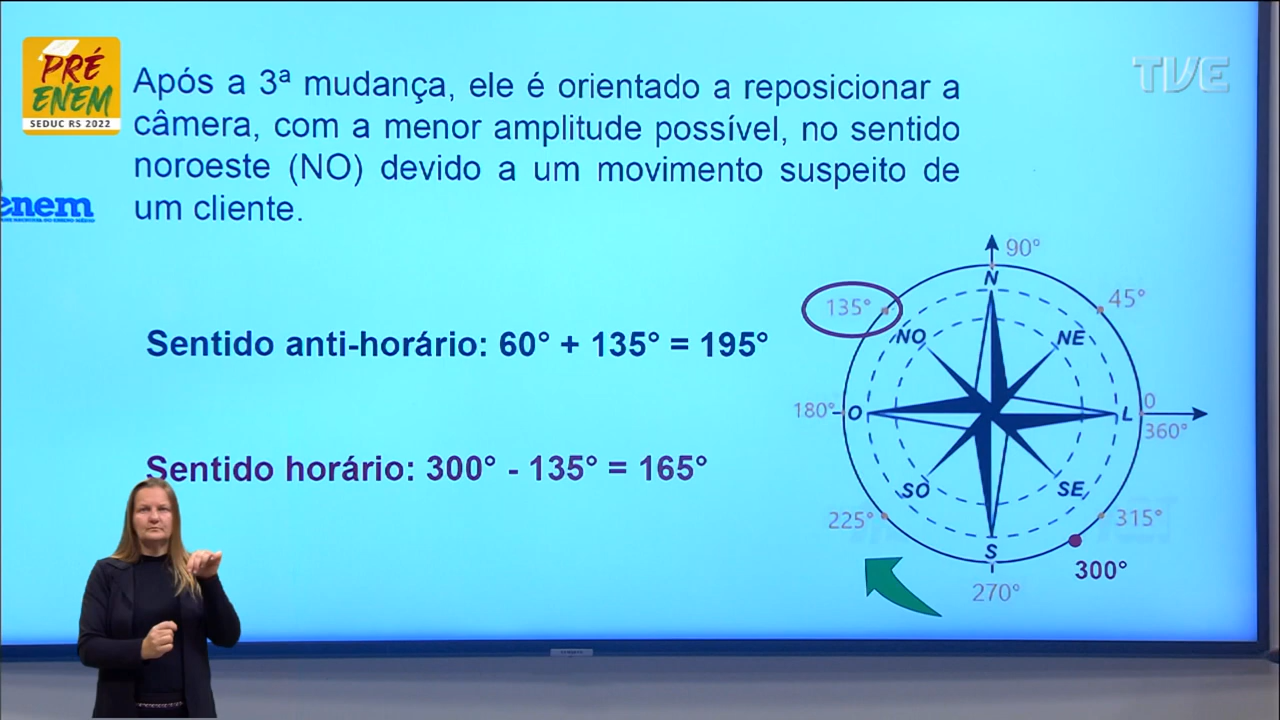 PRÉ
ENEM
SEDUC RS 2022
TVE
Após a 3ª mudança, ele é orientado a reposicionar a
câmera, com a menor amplitude possível, no sentido
noroeste (NO) devido a um movimento suspeito de
um cliente.
enem
Sentido anti-horário: 60° + 135° = 195°
Sentido horário: 300° - 135° = 165°
90°
N
135°
45°
NO
NE
180°
O
L
0
360°
SO
SE
225°
315°
S
270°
300°